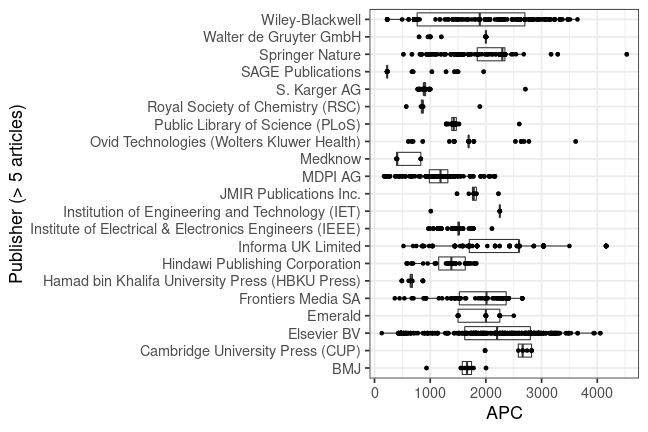 Publisher (> 5 articles)
Wiley-Blackwell
Walter de Gruyter GmbH
Springer Nature
SAGE Publications
S. Karger AG
Royal Society of Chemistry (RSC)
Public Library of Science (PLoS)
Ovid Technologies (Wolters Kluwer Health)
Medknow
MDPI AG
JMIR Publications Inc.
Institution of Engineering and Technology (IET)
Institute of Electrical & Electronics Engineers (IEEE)
Informa UK Limited
Hindawi Publishing Corporation
Hamad bin Khalifa University Press (HBKU Press)
Frontiers Media SA
Emerald
Elsevier BV
Cambridge University Press (CUP)
BMJ
0 1000 2000 3000 4000
APC